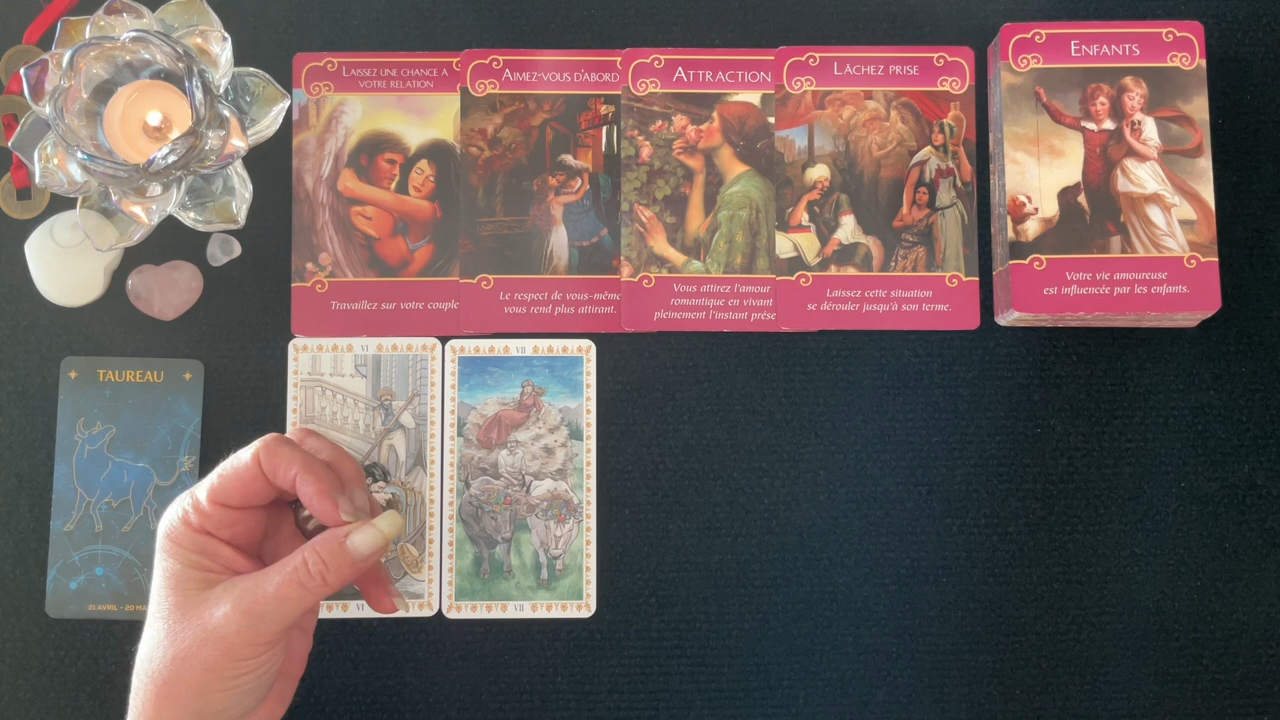 LAISSEZ UNE CHANCE A
VOTRE RELATION
Travaillez sur votre couple
AIMEZ-VOUS D'ABORD
Le respect de vous-même
vous rend plus attirant.
ATTRACTION
Vous attirez l'amour
romantique en vivant
pleinement l'instant prése
LÂCHEZ PRISE
Laissez cette situation
se dérouler jusqu'à son terme.
ENFANTS
Votre vie amoureuse
est influencée par les enfants.
TAUREAU
21 AVRIL - 20 MA
VI
VI
VII
VII